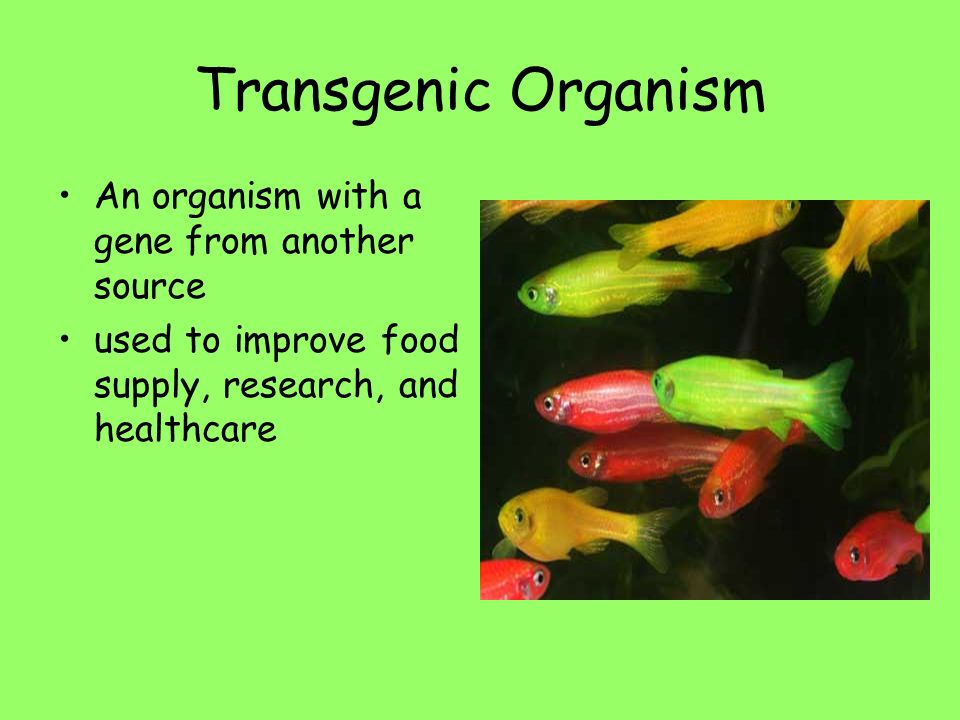 Transgenic Organism
• An organism with a
gene from another
source
• used to improve food
supply, research, and
healthcare